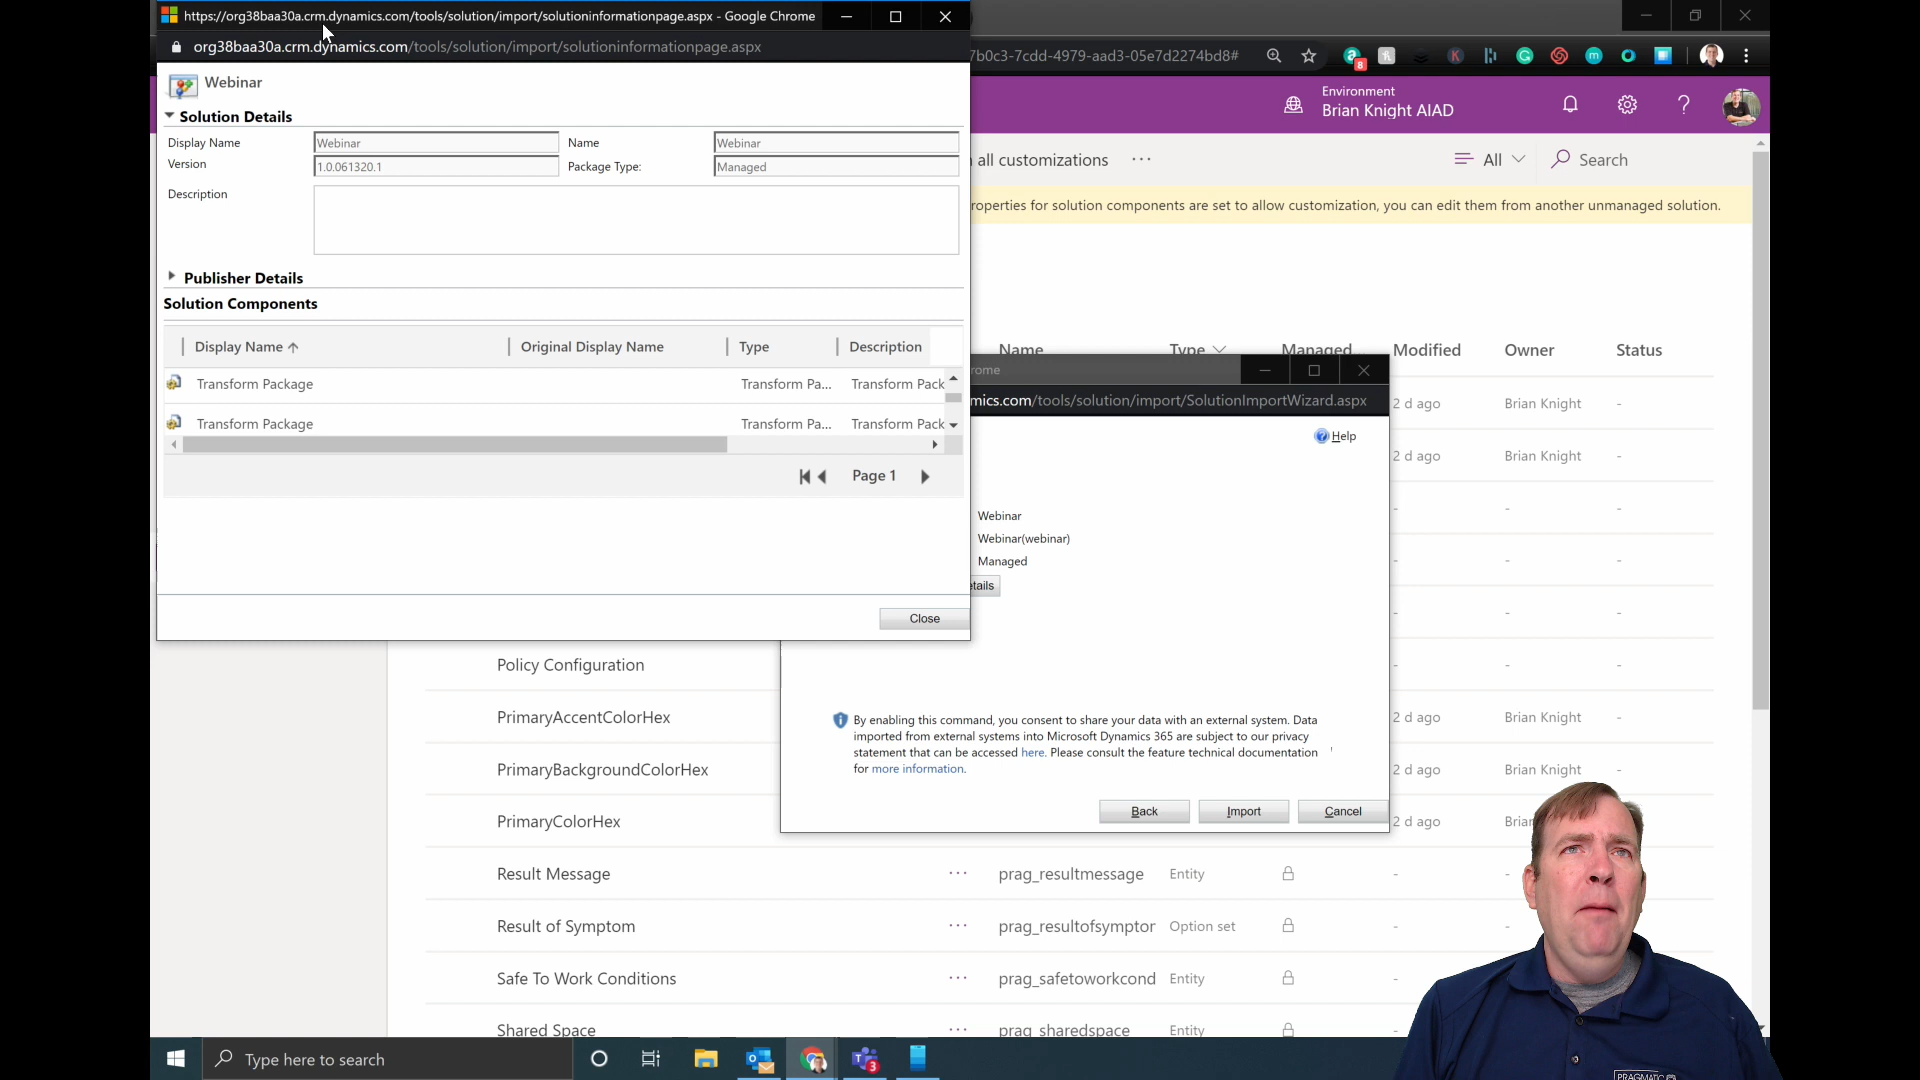 https://org38baa30a.crm.dynamics.com/tools/solution/import/solutioninformationpage.aspx - Google Chrome
org38baa30a.crm.dynamics.com/tools/solution/import/solutioninformationpage.aspx
7b0c3-7cdd-4979-aad3-05e7d2274bd8#
8
Environment
Brian Knight AIAD
Webinar
Solution Details
Display Name Webinar Name Webinar
Version 1.0.061320.1 Package Type: Managed
Description
all customizations ...
All Search
roperties for solution components are set to allow customization, you can edit them from another unmanaged solution.
Publisher Details
Solution Components
Display Name Original Display Name Type Description
Transform Package Transform Pa... Transform Pack
Transform Package Transform Pa... Transform Pack
Page 1
Close
Name Type Managed... Modified Owner Status
rome
mics.com/tools/solution/import/SolutionImportWizard.aspx
Help
Webinar
Webinar(webinar)
Managed
etails
By enabling this command, you consent to share your data with an external system. Data
imported from external systems into Microsoft Dynamics 365 are subject to our privacy
statement that can be accessed here. Please consult the feature technical documentation
for more information.
Back Import Cancel
2 d ago Brian Knight -
2 d ago Brian Knight -
- - -
- - -
- - -
Policy Configuration - - -
PrimaryAccentColorHex 2 d ago Brian Knight -
PrimaryBackgroundColorHex 2 d ago Brian Knight -
PrimaryColorHex 2 d ago Briar
Result Message ... prag_resultmessage Entity - -
Result of Symptom ... prag_resultofsymptor Option set - -
Safe To Work Conditions ... prag_safetoworkcond Entity -
Shared Space ... prag_sharedspace Entity -
Type here to search
3
PRAGMATIC